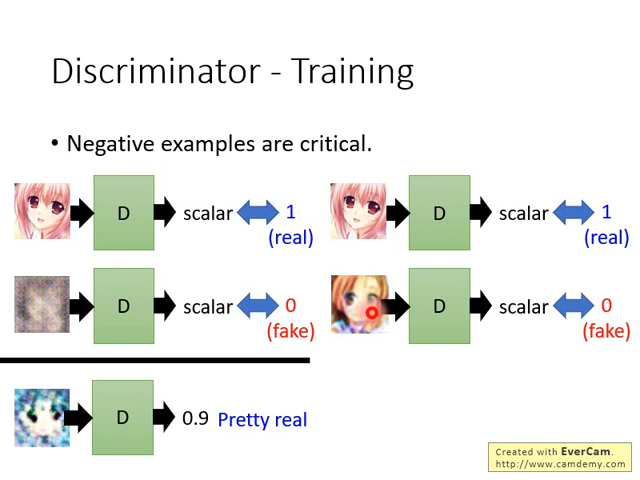 Discriminator - Training
• Negative examples are critical.
D scalar 1 D scalar 1
(real) (real)
D scalar 0 D scalar 0
(fake) (fake)
D 0.9 Pretty real
Created with EverCam.
http://www.camdemy.com